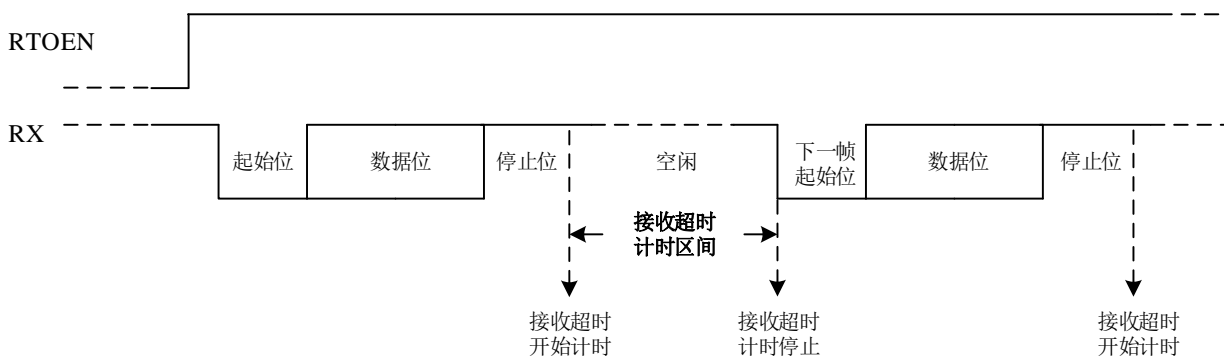 RTOEN
RX
起始位
数据位
停止位
空闲
下一帧
起始位
数据位
停止位
接收超时
计时区间
接收超时
开始计时
接收超时
计时停止
接收超时
开始计时